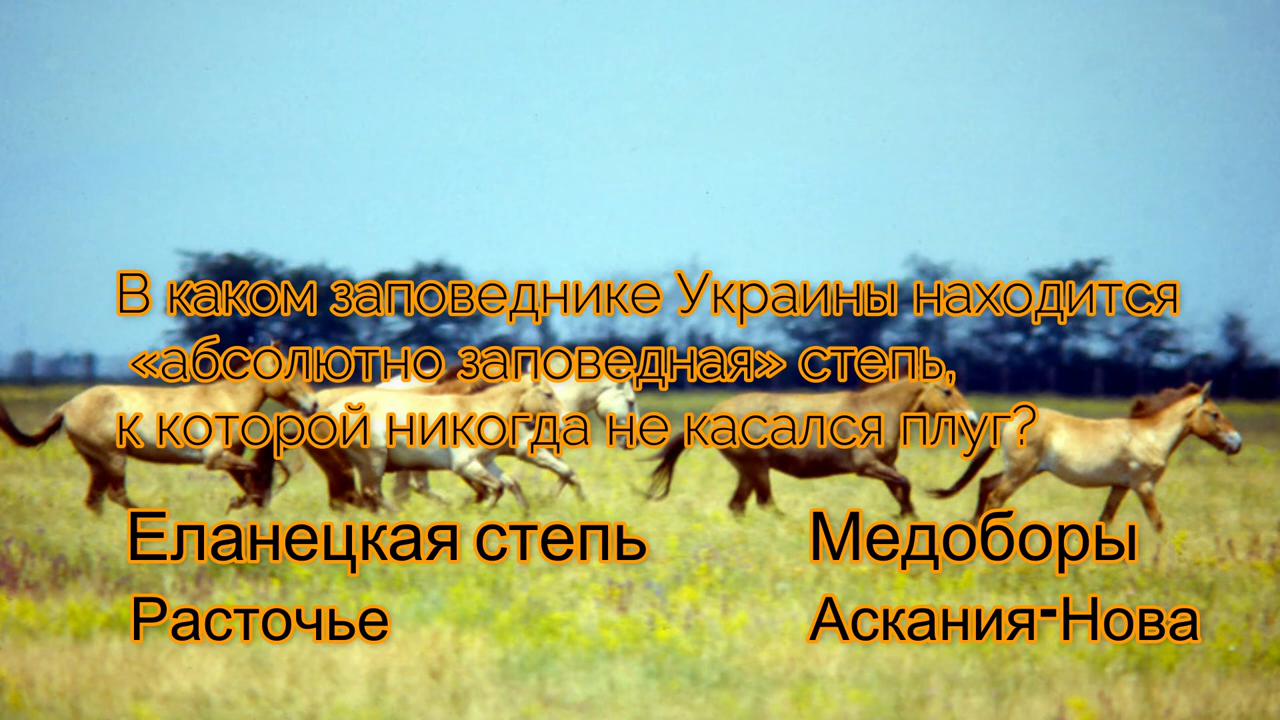 В каком заповеднике Украины находится
«абсолютно заповедная» степь,
к которой никогда не касался плуг?
Еланецкая степь Медоборы
Расточье Аскания-Нова